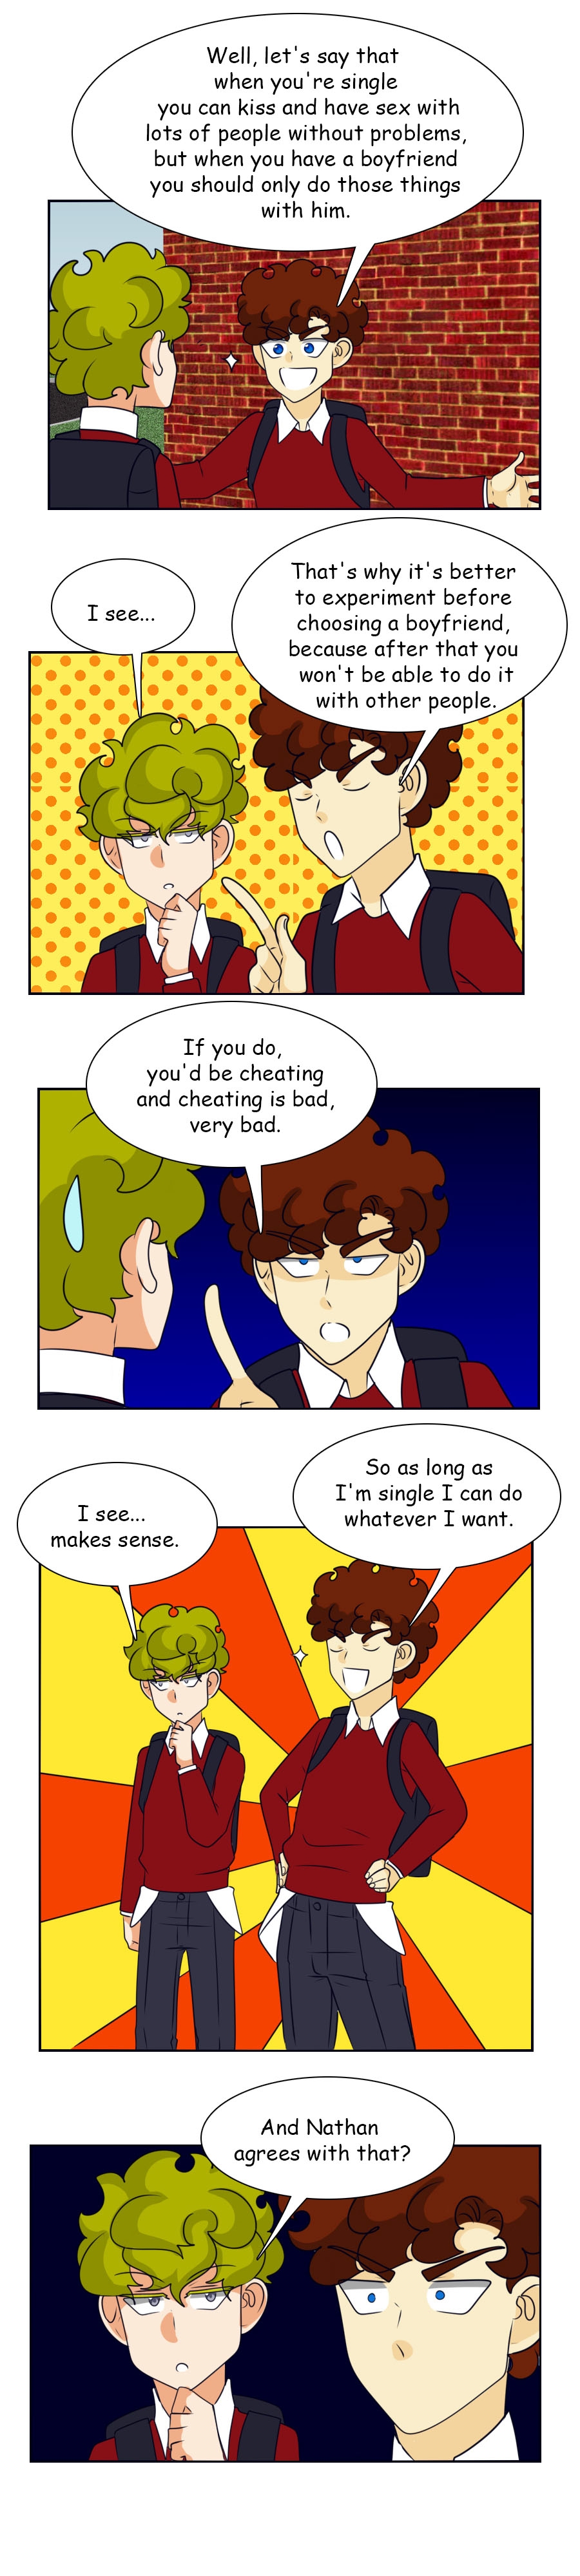 Well, let's say that
when you're single
you can kiss and have sex with
lots of people without problems,
but when you have a boyfriend
you should only do those things
with him.
I see...
That's why it's better
to experiment before
choosing a boyfriend,
because after that you
won't be able to do it
with other people.
If you do,
you'd be cheating
and cheating is bad,
very bad.
I see...
makes sense.
So as long as
I'm single I can do
whatever I want.
And Nathan
agrees with that?